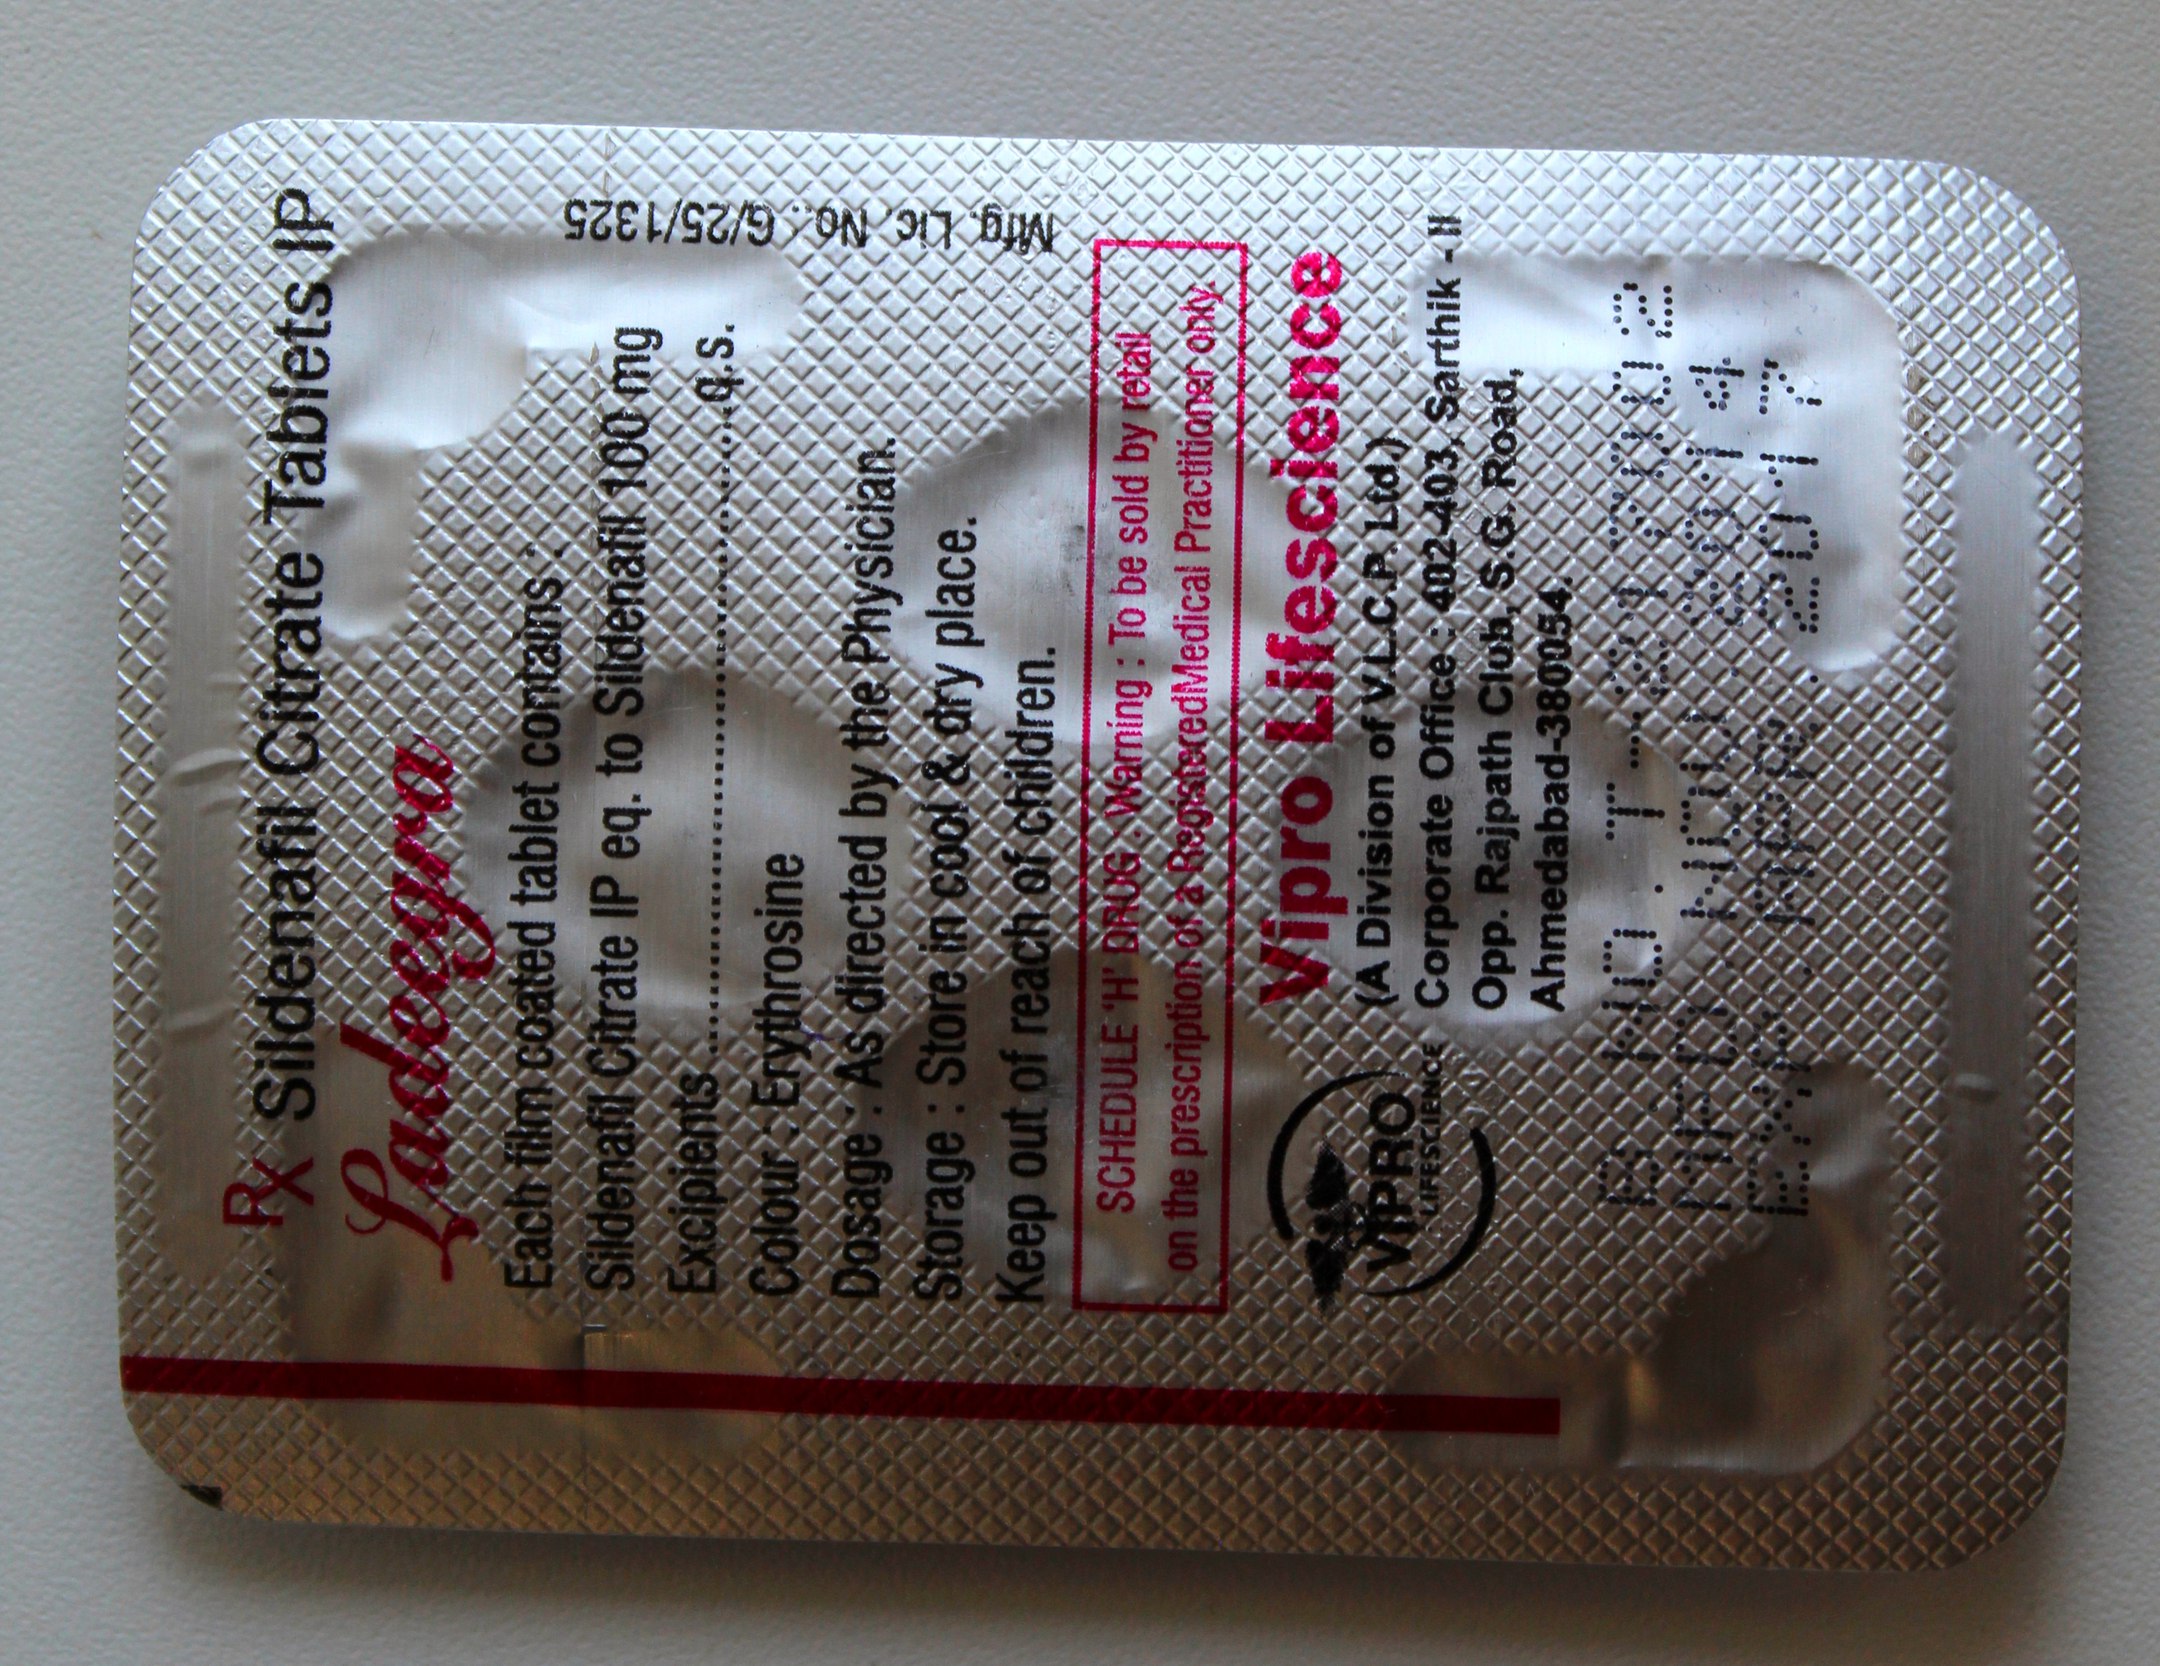 Rx Sildenafil Citrate Tablets IP
Ladeegra
Each film coated tablet contains :
Sildenafil Citrate IP eq. to Sildenafil 100 mg
Excipients ........................................q.s.
Colour : Erythrosine
Dosage : As directed by the Physician.
Storage : Store in cool & dry place.
Keep out of reach of children.
Mfg. Lic. No.: G/25/1325
SCHEDULE 'H' DRUG : Warning : To be sold by retail
on the prescription of a RegisteredMedical Practitioner only.
VIPRO
LIFESCIENCE
Vipro Lifescience
(A Division of V.L.C.P. Ltd.)
Corporate Office : 402-403, Sarthik - II
Opp. Rajpath Club, S.G. Road,
Ahmedabad-380054.
B.NO. T-
MFD.NOV.2014
EXP. 2017